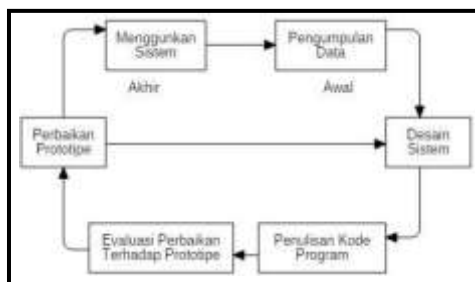 Menggunkan
Sistem
Pengumpulan
Data
Akhir
Awal
Perbaikan
Prototipe
Desain
Sistem
Evaluasi Perbaikan
Terhadap Prototipe
Penulisan Kode
Program